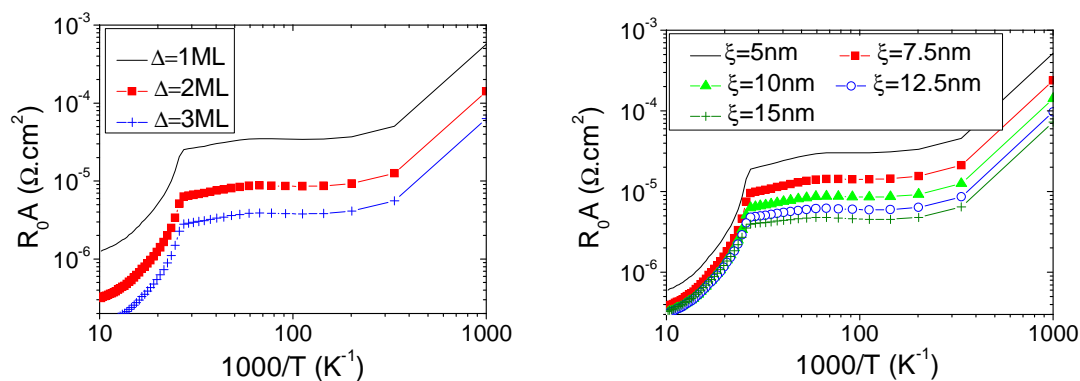 10⁻³
10⁻⁴
10⁻⁵
10⁻⁶
R₀A (Ω.cm²)
Δ=1ML
Δ=2ML
Δ=3ML
10 100 1000
1000/T (K⁻¹)
10⁻³
10⁻⁴
10⁻⁵
10⁻⁶
R₀A (Ω.cm²)
ξ=5nm ξ=7.5nm
ξ=10nm ξ=12.5nm
ξ=15nm
10 100 1000
1000/T (K⁻¹)